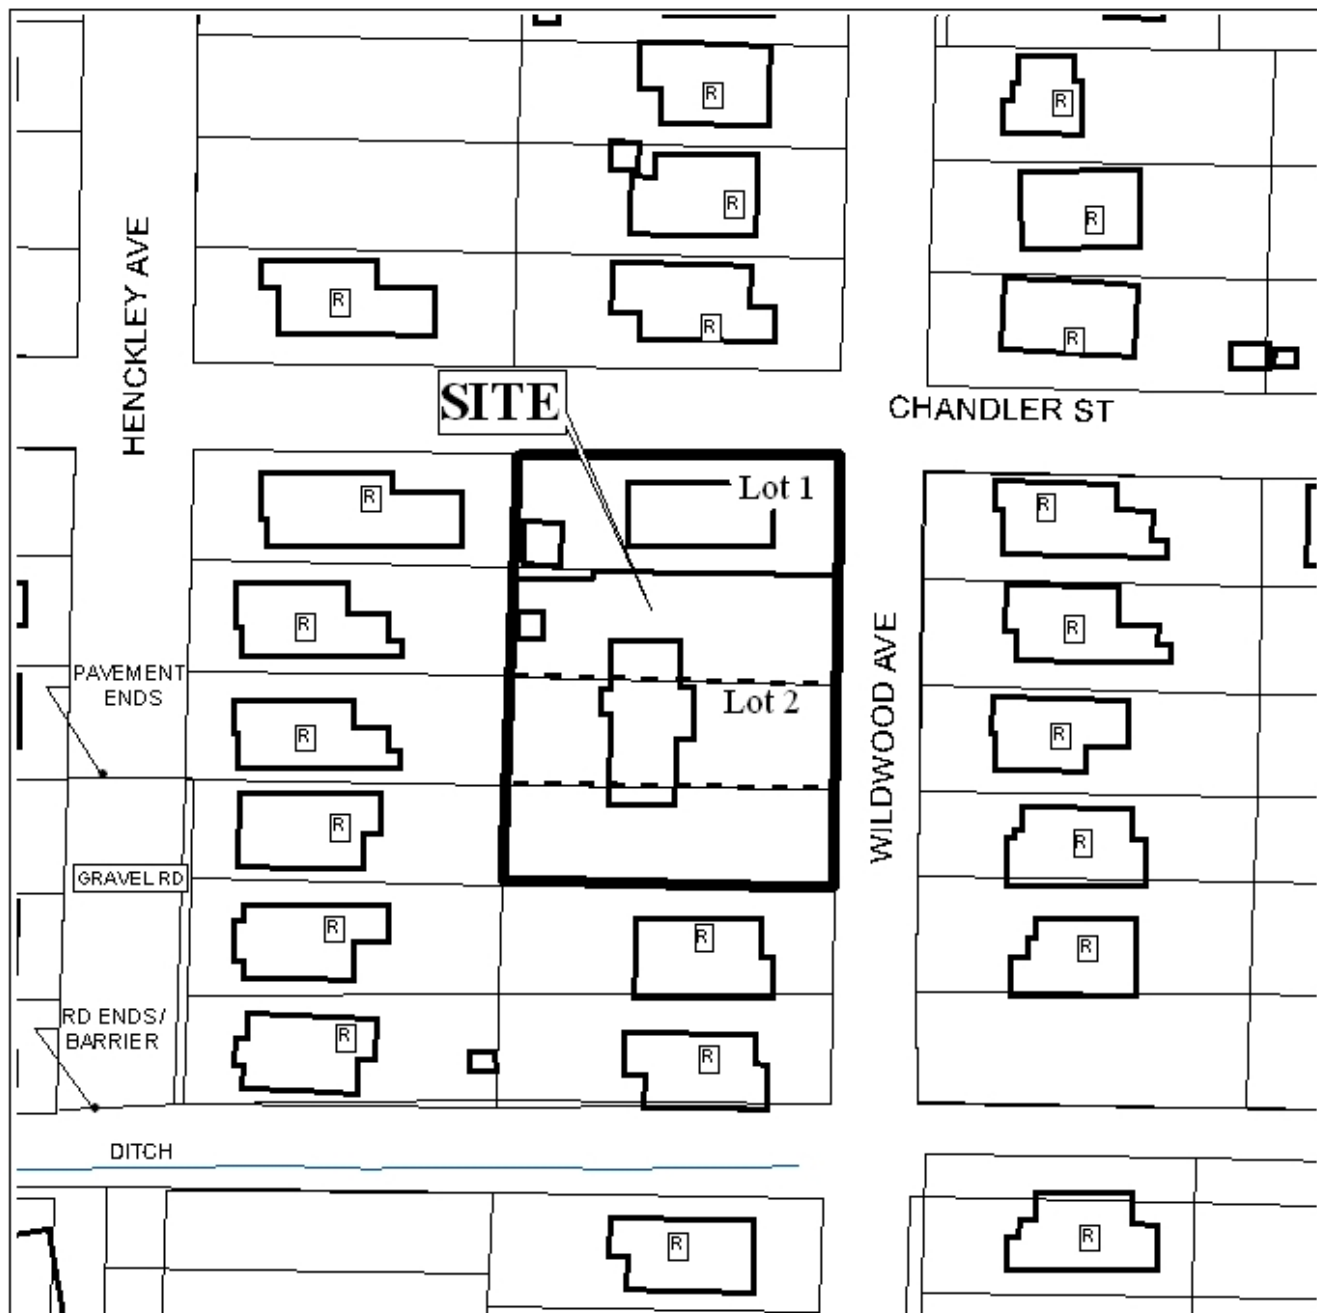 R
R
R
R
R
R
R
R
HENCKLEY AVE
SITE
CHANDLER ST
Lot 1
R
R
R
R
PAVEMENT
ENDS
Lot 2
WILDWOOD AVE
R
R
R
R
GRAVEL RD
R
R
R
RD ENDS/
BARRIER
R
R
DITCH
R
R